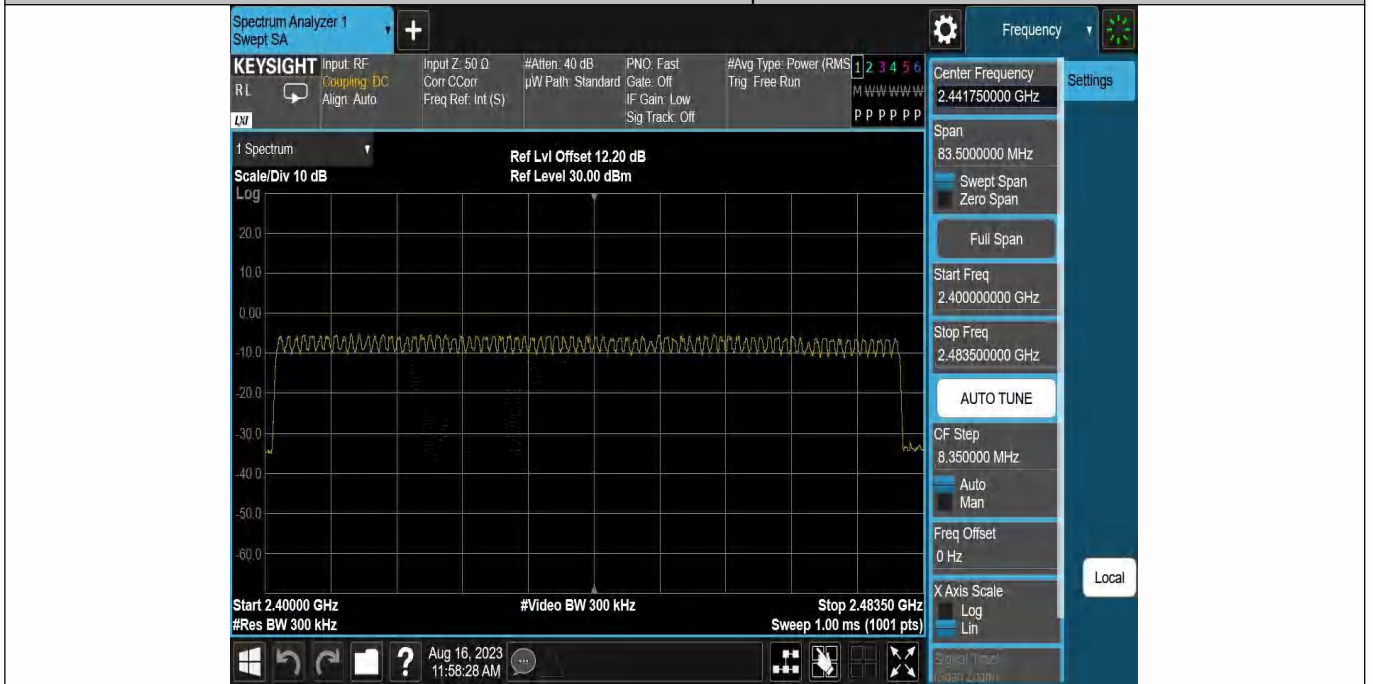 Spectrum Analyzer 1
Swept SA
+
Frequency
KEYSIGHT
RL
LXI
Input: RF
Coupling: DC
Align: Auto
Input Z: 50 Ω
Corr CCorr
Freq Ref: Int (S)
#Atten: 40 dB
µW Path: Standard
PNO: Fast
Gate: Off
IF Gain: Low
Sig Track: Off
#Avg Type: Power (RMS
Trig: Free Run
1 2 3 4 5 6
M W W W W W
P P P P P P
1 Spectrum
Scale/Div 10 dB
Log
Ref Lvl Offset 12.20 dB
Ref Level 30.00 dBm
20.0
10.0
0.00
-10.0
-20.0
-30.0
-40.0
-50.0
-60.0
Start 2.40000 GHz
#Res BW 300 kHz
#Video BW 300 kHz
Stop 2.48350 GHz
Sweep 1.00 ms (1001 pts)
Center Frequency
2.441750000 GHz
Settings
Span
83.5000000 MHz
Swept Span
Zero Span
Full Span
Start Freq
2.400000000 GHz
Stop Freq
2.483500000 GHz
AUTO TUNE
CF Step
8.350000 MHz
Auto
Man
Freq Offset
0 Hz
X Axis Scale
Log
Lin
Local
Signal Track
(Span Zoom)
?
Aug 16, 2023
11:58:28 AM